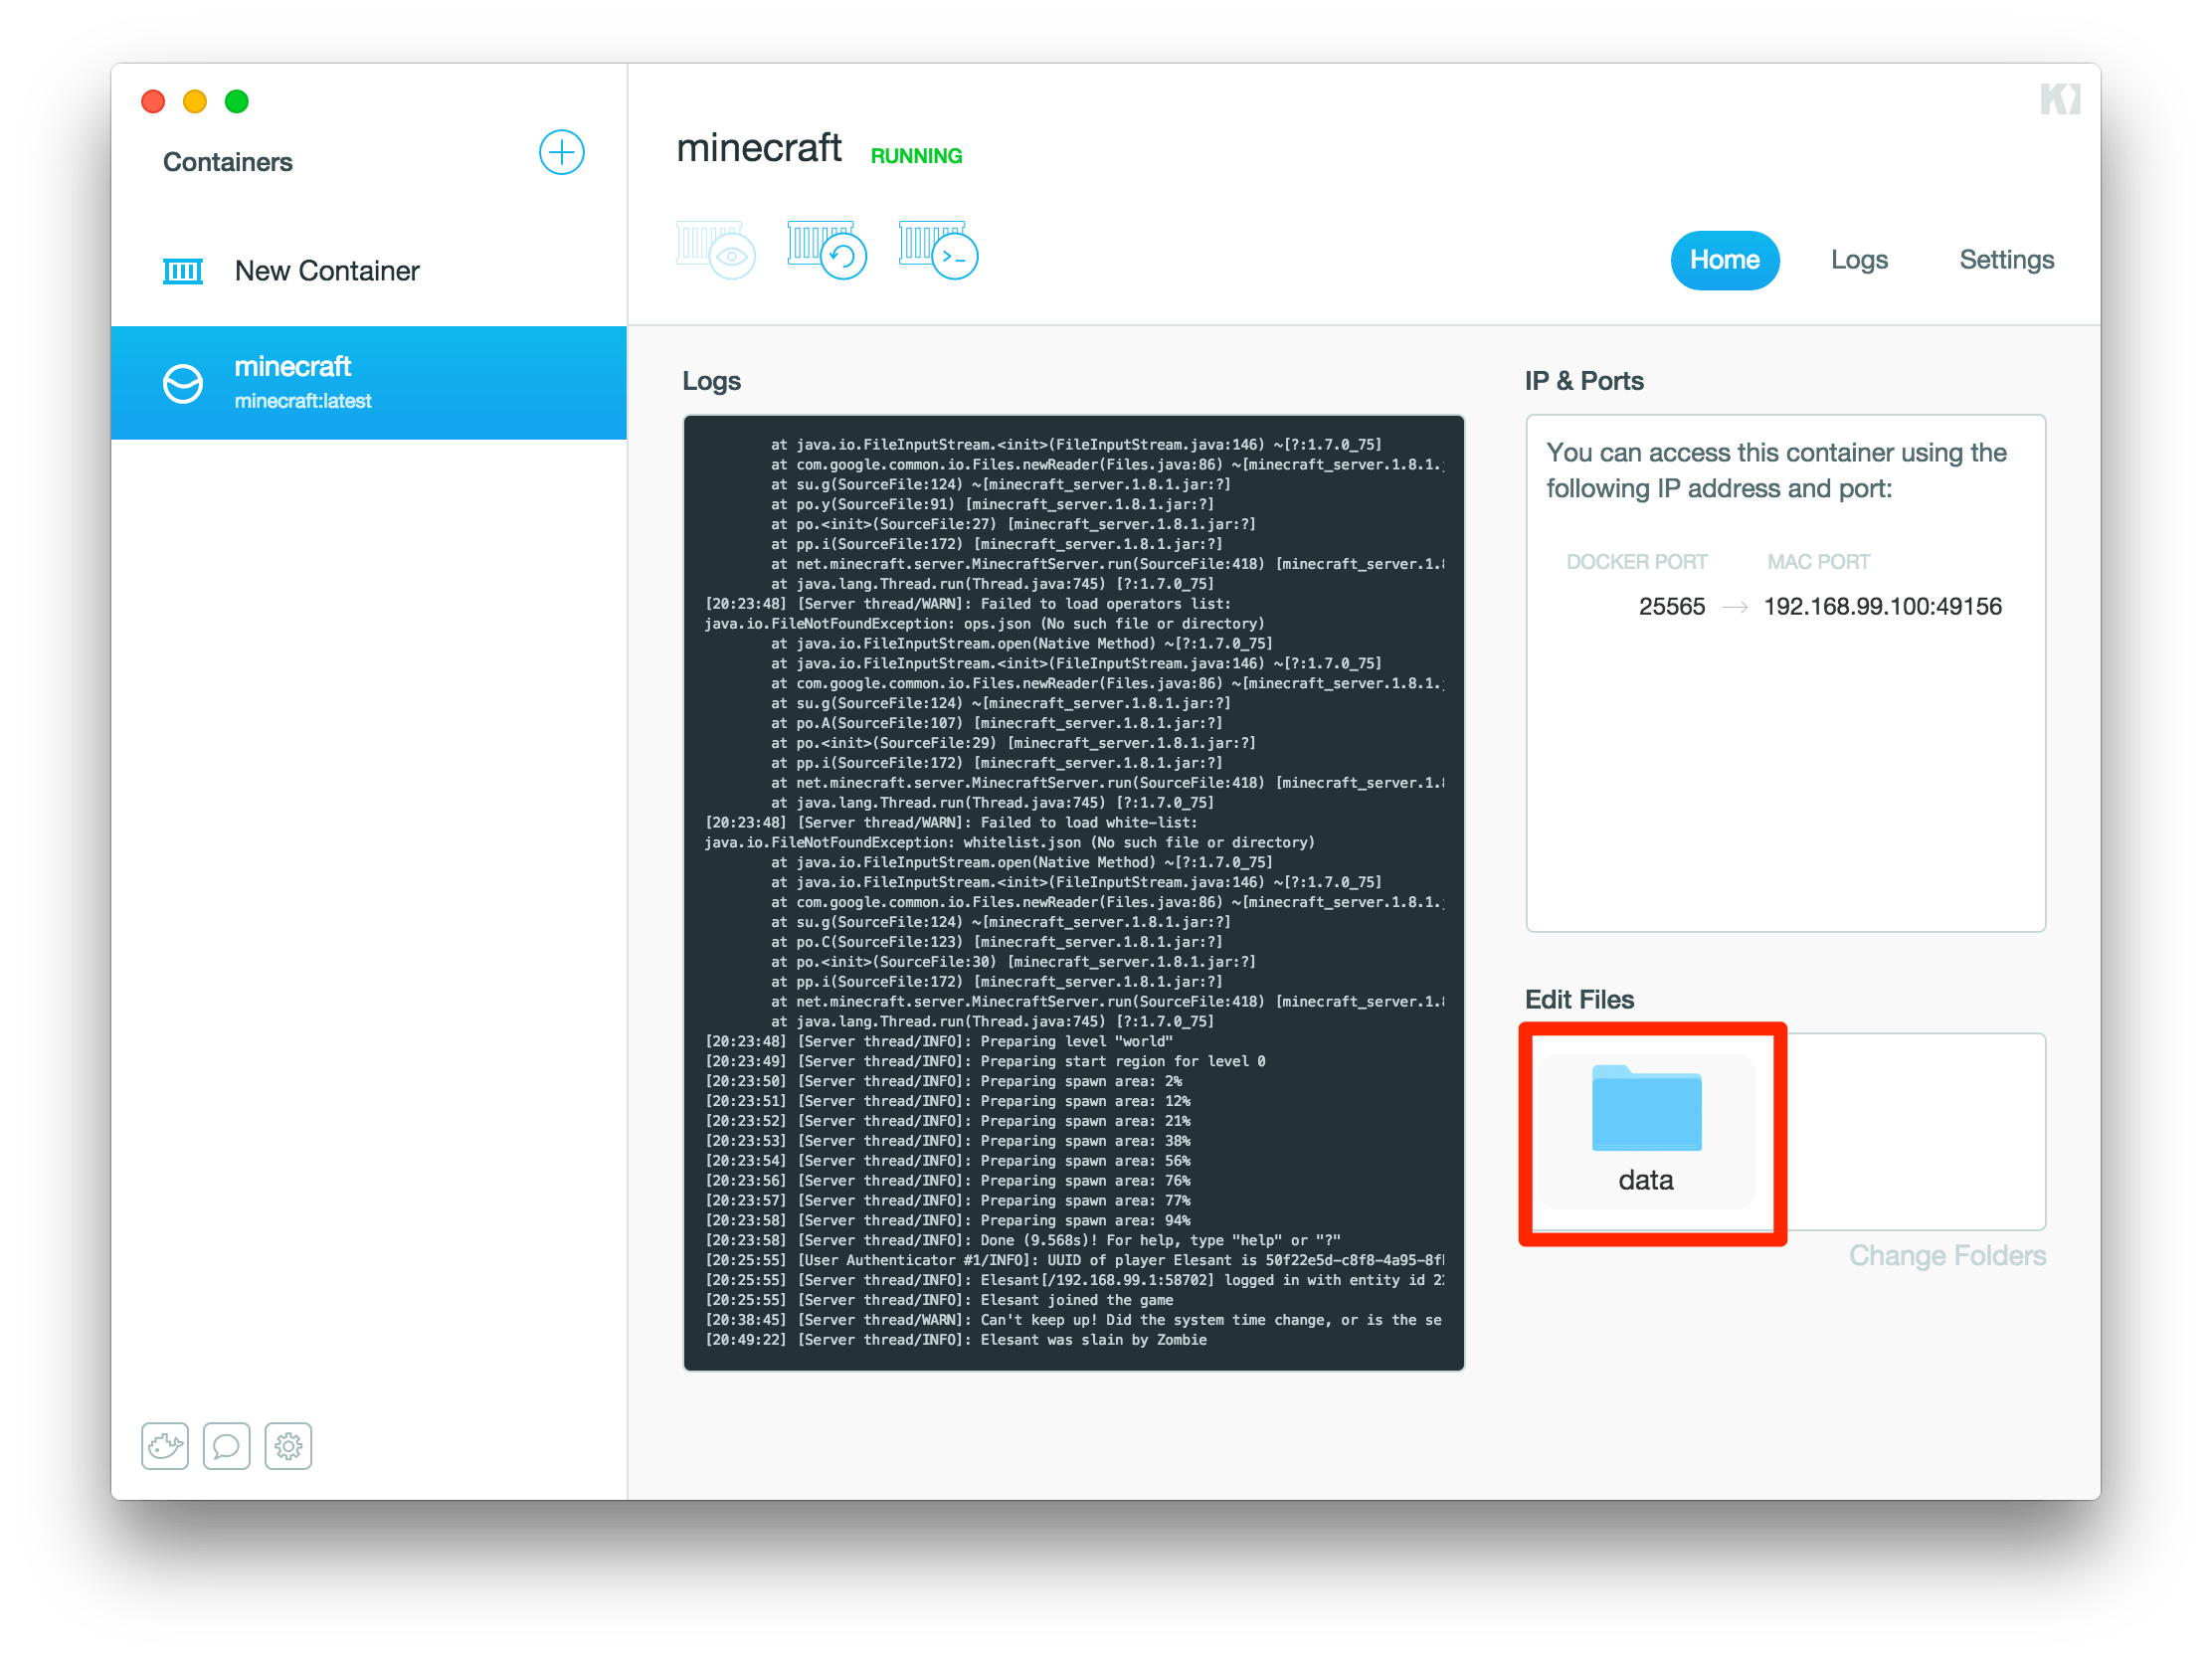 Containers
New Container
minecraft
minecraft:latest
minecraft RUNNING
Home Logs Settings
Logs
at java.io.FileInputStream.<init>(FileInputStream.java:146) ~[?:1.7.0_75]
at com.google.common.io.Files.newReader(Files.java:86) ~[minecraft_server.1.8.1.j
at su.g(SourceFile:124) ~[minecraft_server.1.8.1.jar:?]
at po.y(SourceFile:91) [minecraft_server.1.8.1.jar:?]
at po.<init>(SourceFile:27) [minecraft_server.1.8.1.jar:?]
at pp.i(SourceFile:172) [minecraft_server.1.8.1.jar:?]
at net.minecraft.server.MinecraftServer.run(SourceFile:418) [minecraft_server.1.8
at java.lang.Thread.run(Thread.java:745) [?:1.7.0_75]
[20:23:48] [Server thread/WARN]: Failed to load operators list:
java.io.FileNotFoundException: ops.json (No such file or directory)
at java.io.FileInputStream.open(Native Method) ~[?:1.7.0_75]
at java.io.FileInputStream.<init>(FileInputStream.java:146) ~[?:1.7.0_75]
at com.google.common.io.Files.newReader(Files.java:86) ~[minecraft_server.1.8.1.j
at su.g(SourceFile:124) ~[minecraft_server.1.8.1.jar:?]
at po.A(SourceFile:107) [minecraft_server.1.8.1.jar:?]
at po.<init>(SourceFile:29) [minecraft_server.1.8.1.jar:?]
at pp.i(SourceFile:172) [minecraft_server.1.8.1.jar:?]
at net.minecraft.server.MinecraftServer.run(SourceFile:418) [minecraft_server.1.8
at java.lang.Thread.run(Thread.java:745) [?:1.7.0_75]
[20:23:48] [Server thread/WARN]: Failed to load white-list:
java.io.FileNotFoundException: whitelist.json (No such file or directory)
at java.io.FileInputStream.open(Native Method) ~[?:1.7.0_75]
at java.io.FileInputStream.<init>(FileInputStream.java:146) ~[?:1.7.0_75]
at com.google.common.io.Files.newReader(Files.java:86) ~[minecraft_server.1.8.1.j
at su.g(SourceFile:124) ~[minecraft_server.1.8.1.jar:?]
at po.C(SourceFile:123) [minecraft_server.1.8.1.jar:?]
at po.<init>(SourceFile:30) [minecraft_server.1.8.1.jar:?]
at pp.i(SourceFile:172) [minecraft_server.1.8.1.jar:?]
at net.minecraft.server.MinecraftServer.run(SourceFile:418) [minecraft_server.1.8
at java.lang.Thread.run(Thread.java:745) [?:1.7.0_75]
[20:23:48] [Server thread/INFO]: Preparing level "world"
[20:23:49] [Server thread/INFO]: Preparing start region for level 0
[20:23:50] [Server thread/INFO]: Preparing spawn area: 2%
[20:23:51] [Server thread/INFO]: Preparing spawn area: 12%
[20:23:52] [Server thread/INFO]: Preparing spawn area: 21%
[20:23:53] [Server thread/INFO]: Preparing spawn area: 38%
[20:23:54] [Server thread/INFO]: Preparing spawn area: 56%
[20:23:56] [Server thread/INFO]: Preparing spawn area: 76%
[20:23:57] [Server thread/INFO]: Preparing spawn area: 77%
[20:23:58] [Server thread/INFO]: Preparing spawn area: 94%
[20:23:58] [Server thread/INFO]: Done (9.568s)! For help, type "help" or "?"
[20:25:55] [User Authenticator #1/INFO]: UUID of player Elesant is 50f22e5d-c8f8-4a95-8f
[20:25:55] [Server thread/INFO]: Elesant[/192.168.99.1:58702] logged in with entity id 2
[20:25:55] [Server thread/INFO]: Elesant joined the game
[20:38:45] [Server thread/WARN]: Can't keep up! Did the system time change, or is the se
[20:49:22] [Server thread/INFO]: Elesant was slain by Zombie
IP & Ports
You can access this container using the
following IP address and port:
DOCKER PORT MAC PORT
25565 → 192.168.99.100:49156
Edit Files
data
Change Folders